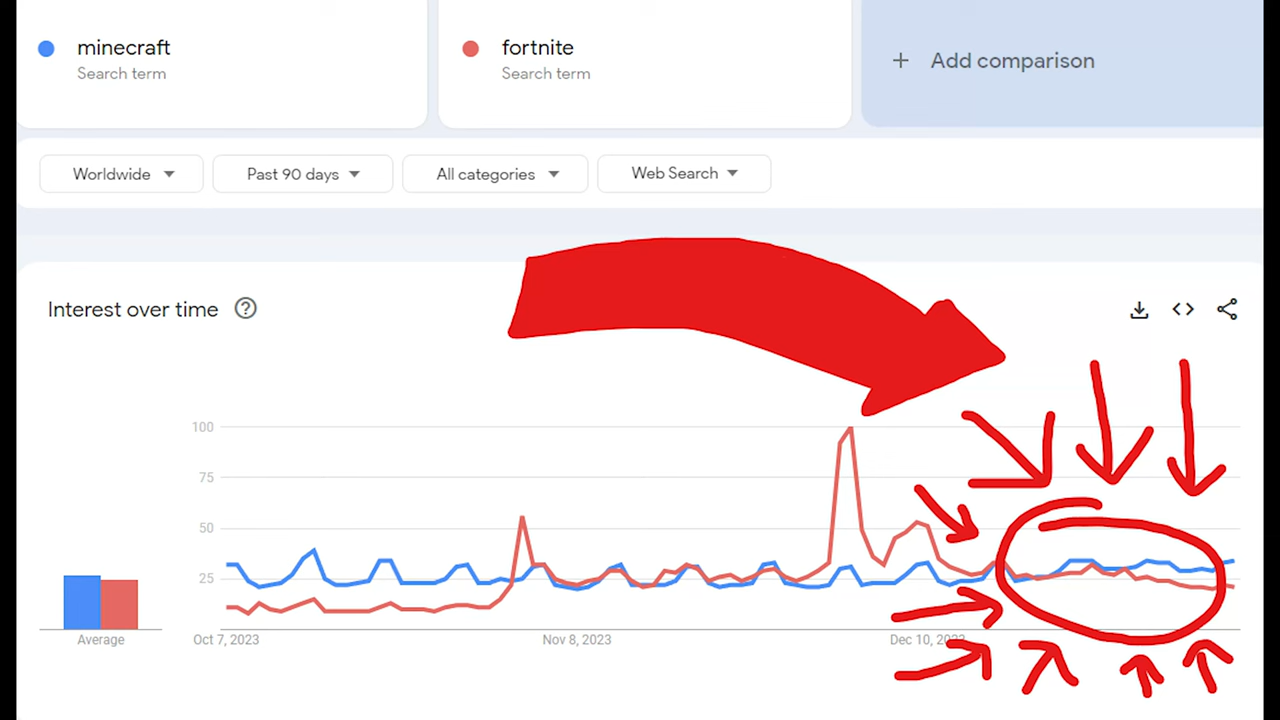 minecraft
Search term
fortnite
Search term
+ Add comparison
Worldwide
Past 90 days
All categories
Web Search
Interest over time
100
75
50
25
Average
Oct 7, 2023
Nov 8, 2023
Dec 10, 2023